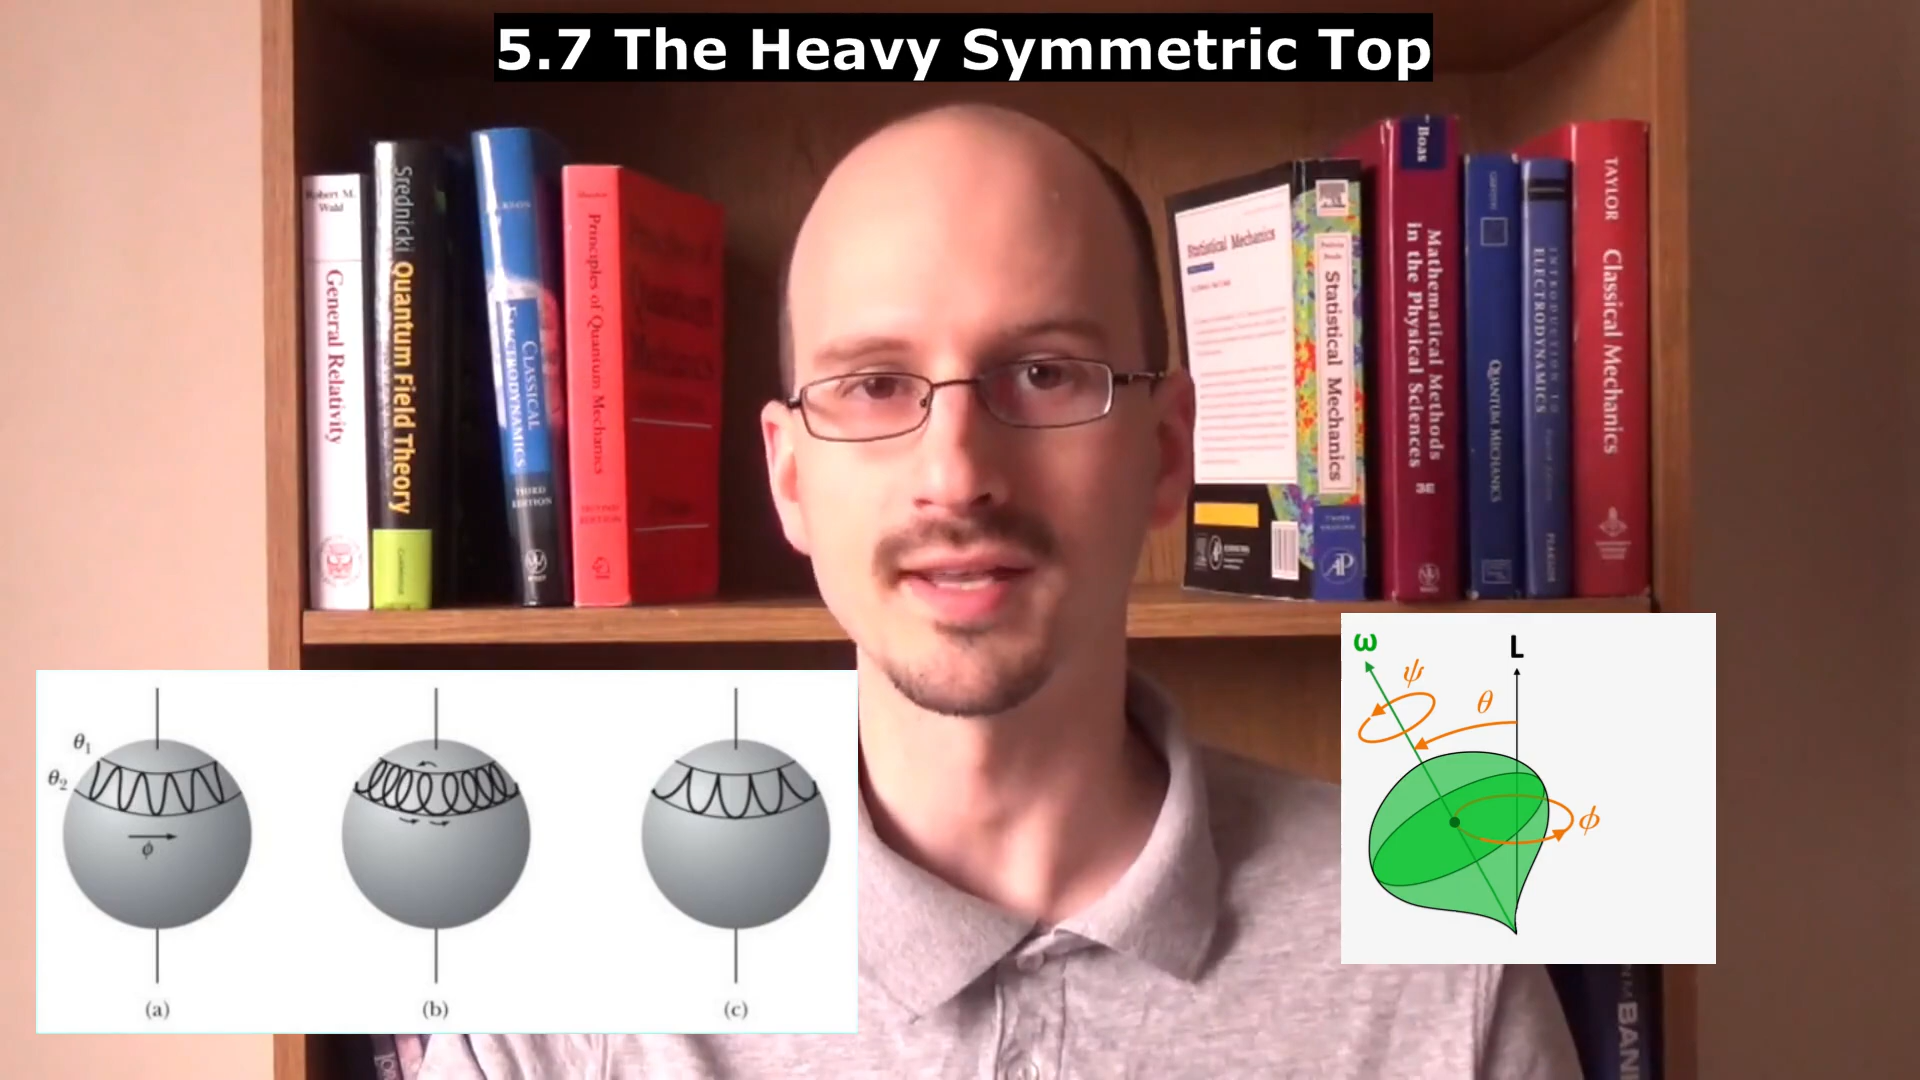 5.7 The Heavy Symmetric Top
Robert M.
Wald
General Relativity
Srednicki Quantum Field Theory
CLASSICAL
ELECTRODYNAMICS
THIRD
EDITION
Principles of Quantum Mechanics
SECOND
EDITION
Statistical Mechanics
Statistical Mechanics
AP
Boas
Mathematical Methods
in the Physical Sciences
3E
QUANTUM MECHANICS
INTRODUCTION TO
ELECTRODYNAMICS
TAYLOR Classical Mechanics
θ1
θ2
ϕ
(a)
(b)
(c)
ω
L
ψ
θ
ϕ